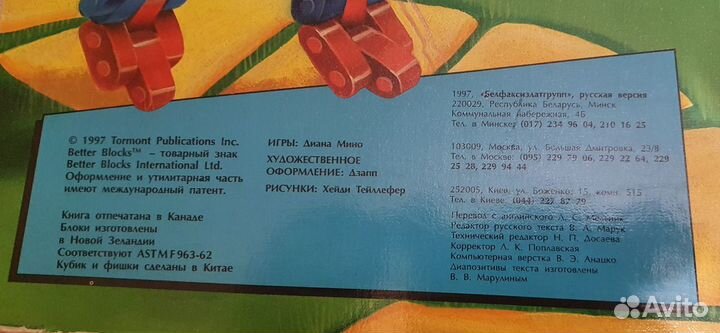 © 1997 Tormont Publications Inc.
Better Blocks™ – товарный знак
Better Blocks International Ltd.
Оформление и утилитарная часть
имеют международный патент.
Книга отпечатана в Канаде
Блоки изготовлены
в Новой Зеландии
Соответствуют ASTM F 963-62
Кубик и фишки сделаны в Китае
ИГРЫ: Диана Мино
ХУДОЖЕСТВЕННОЕ
ОФОРМЛЕНИЕ: Дзапп
РИСУНКИ: Хейди Тейллефер
1997, «Белфаксиздатгрупп», русская версия
220029, Республика Беларусь, Минск
Коммунальная набережная, 4Б
Тел. в Минске: (017) 234 96 04, 210 16 25
103009, Москва, ул. Большая Дмитровка, 23/8
Тел. в Москве: (095) 229 79 06, 229 22 64, 229
25 28, 229 94 44
252005, Киев, ул. Боженко, 15, комн. 515
Тел. в Киеве: (044) 227 87 79
Перевод с английского Л. С. Мельник
Редактор русского текста В. А. Марук
Технический редактор Н. П. Досаева
Корректор Л. К. Поплавская
Компьютерная верстка В. Э. Анацко
Диапозитивы текста изготовлены
В. В. Марулиным
Avito